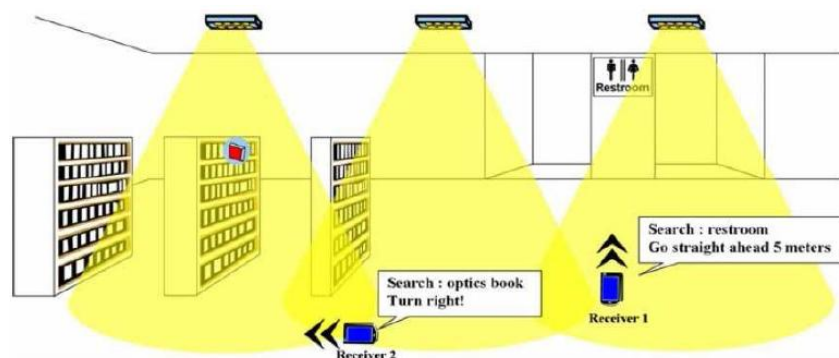 Restroom
Search : restroom
Go straight ahead 5 meters
Search : optics book
Turn right!
Receiver 1
Receiver 2